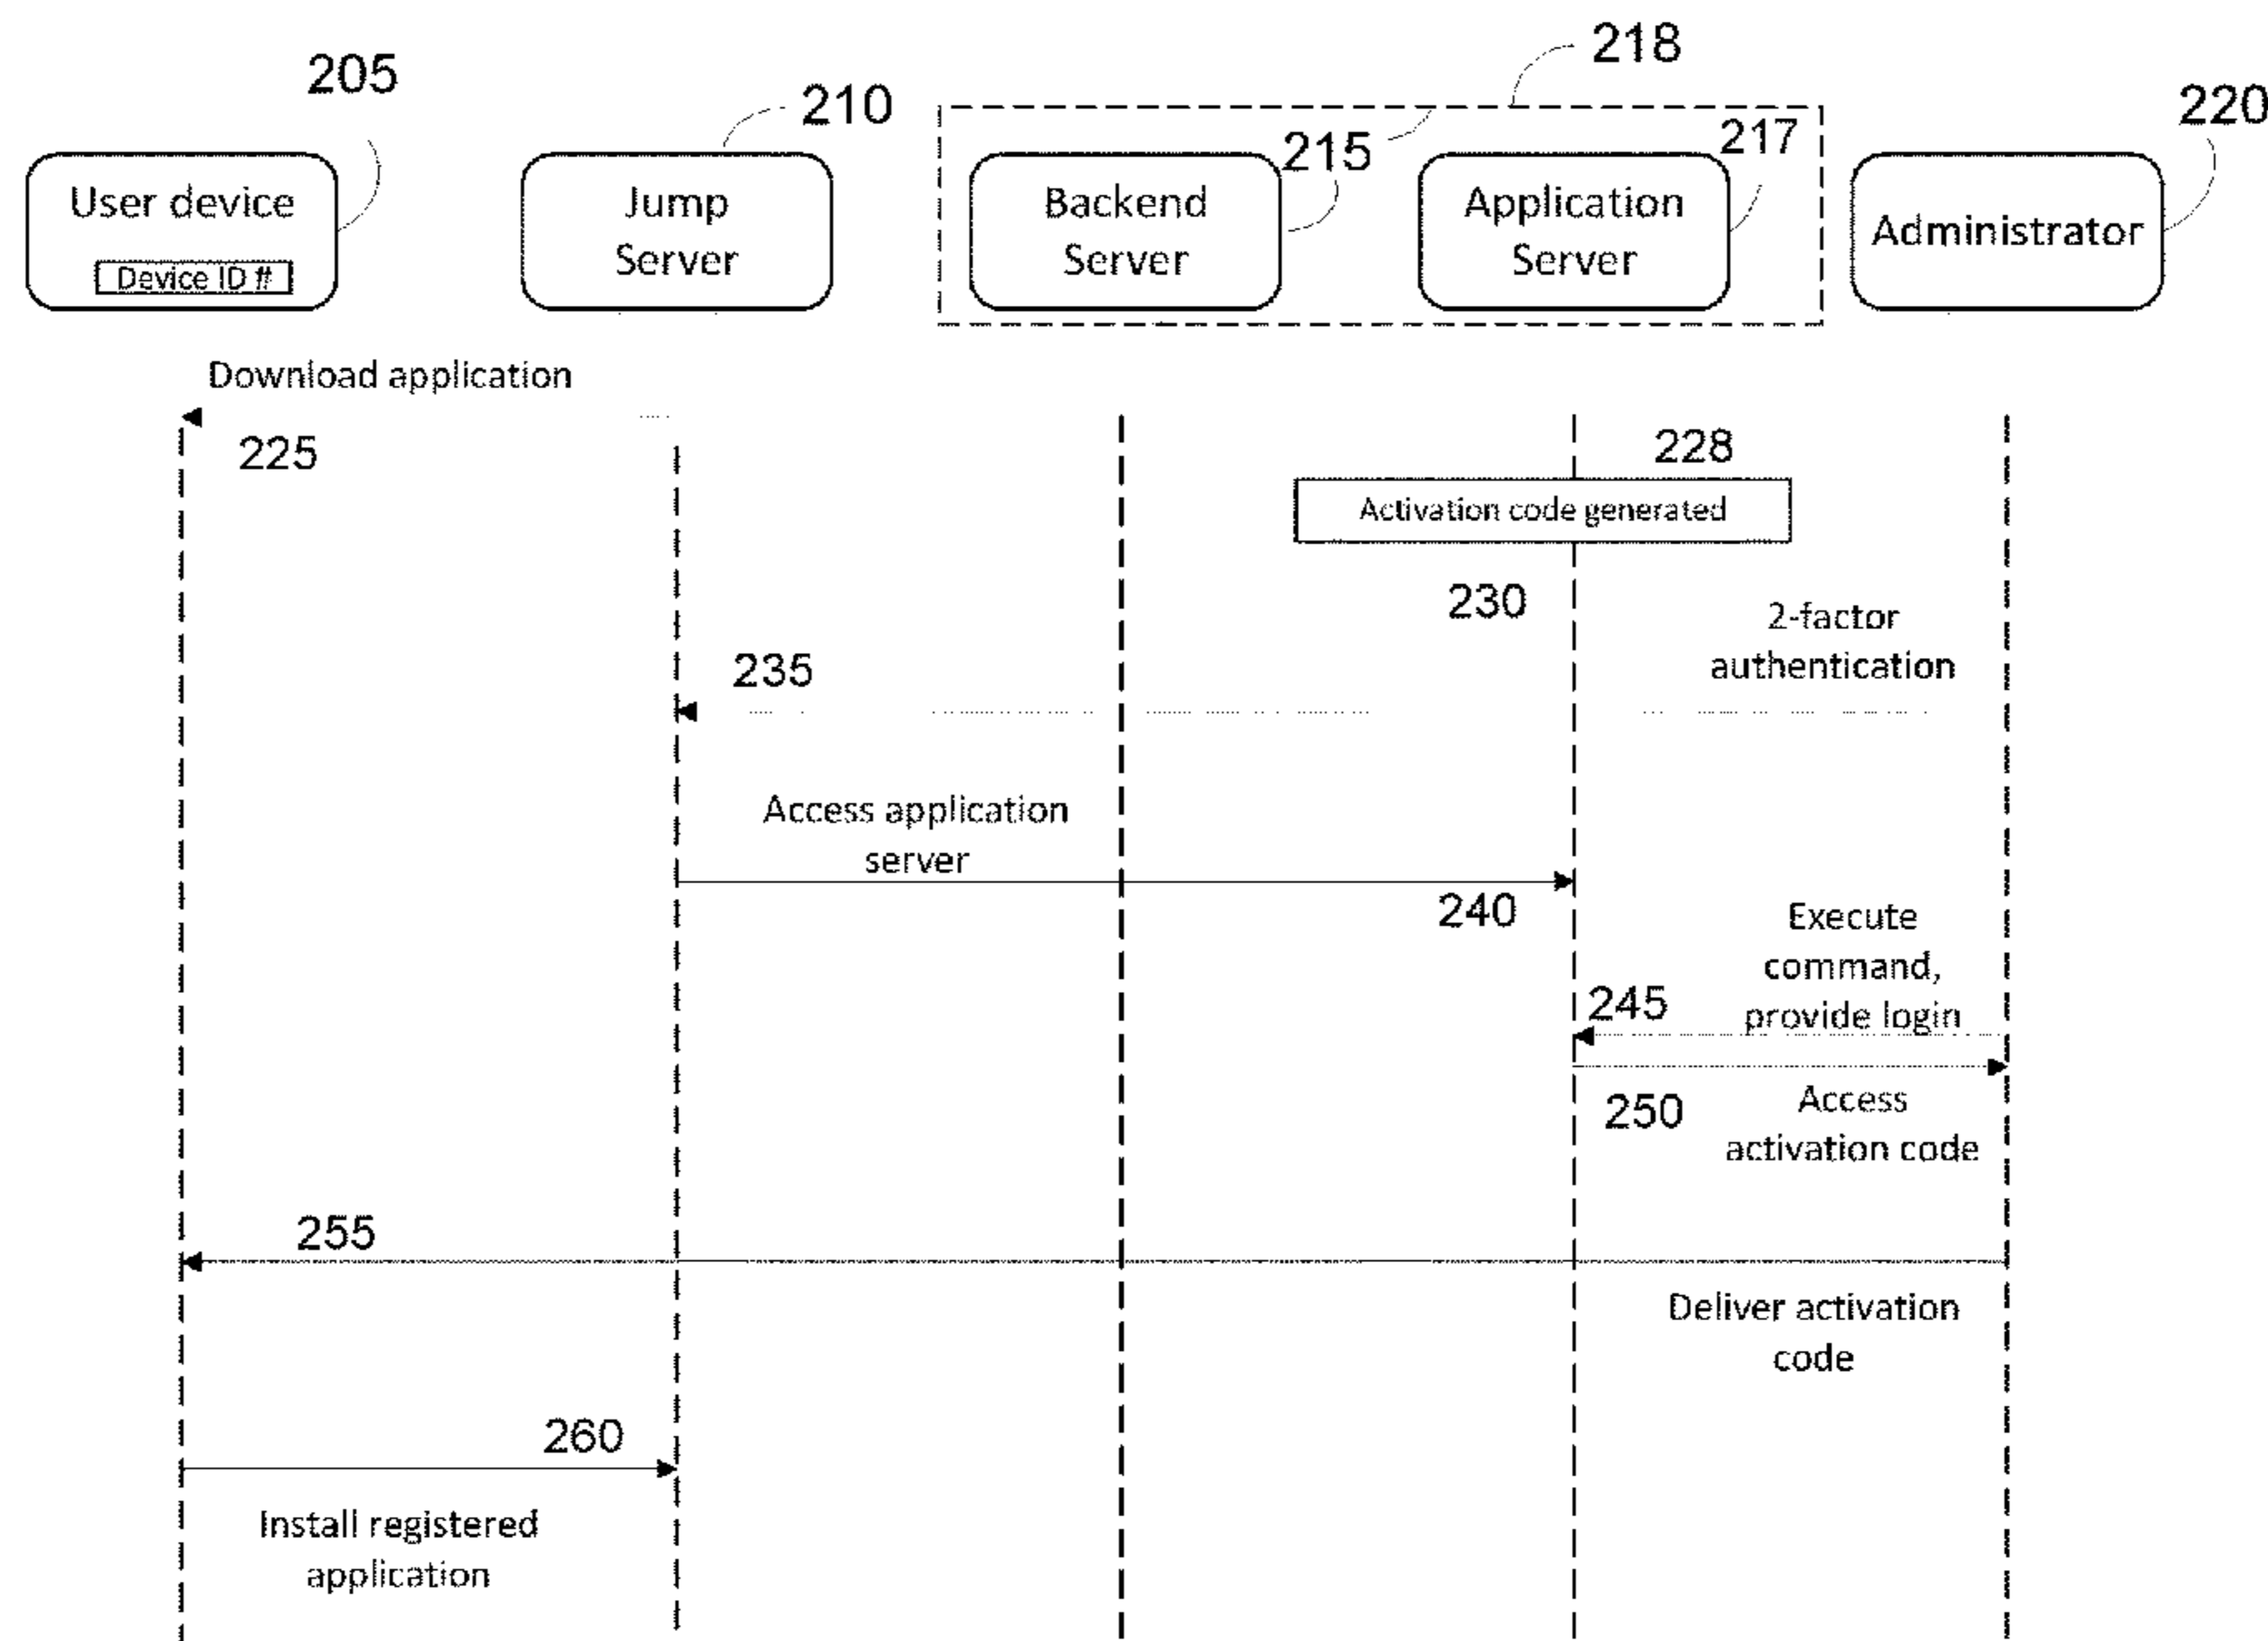 218
205
210
220
215
217
User device
Device ID #
Jump
Server
Backend
Server
Application
Server
Administrator
Download application
225
228
Activation code generated
230
2-factor
authentication
235
Access application
server
240
Execute
command,
provide login
245
250
Access
activation code
255
Deliver activation
code
260
Install registered
application